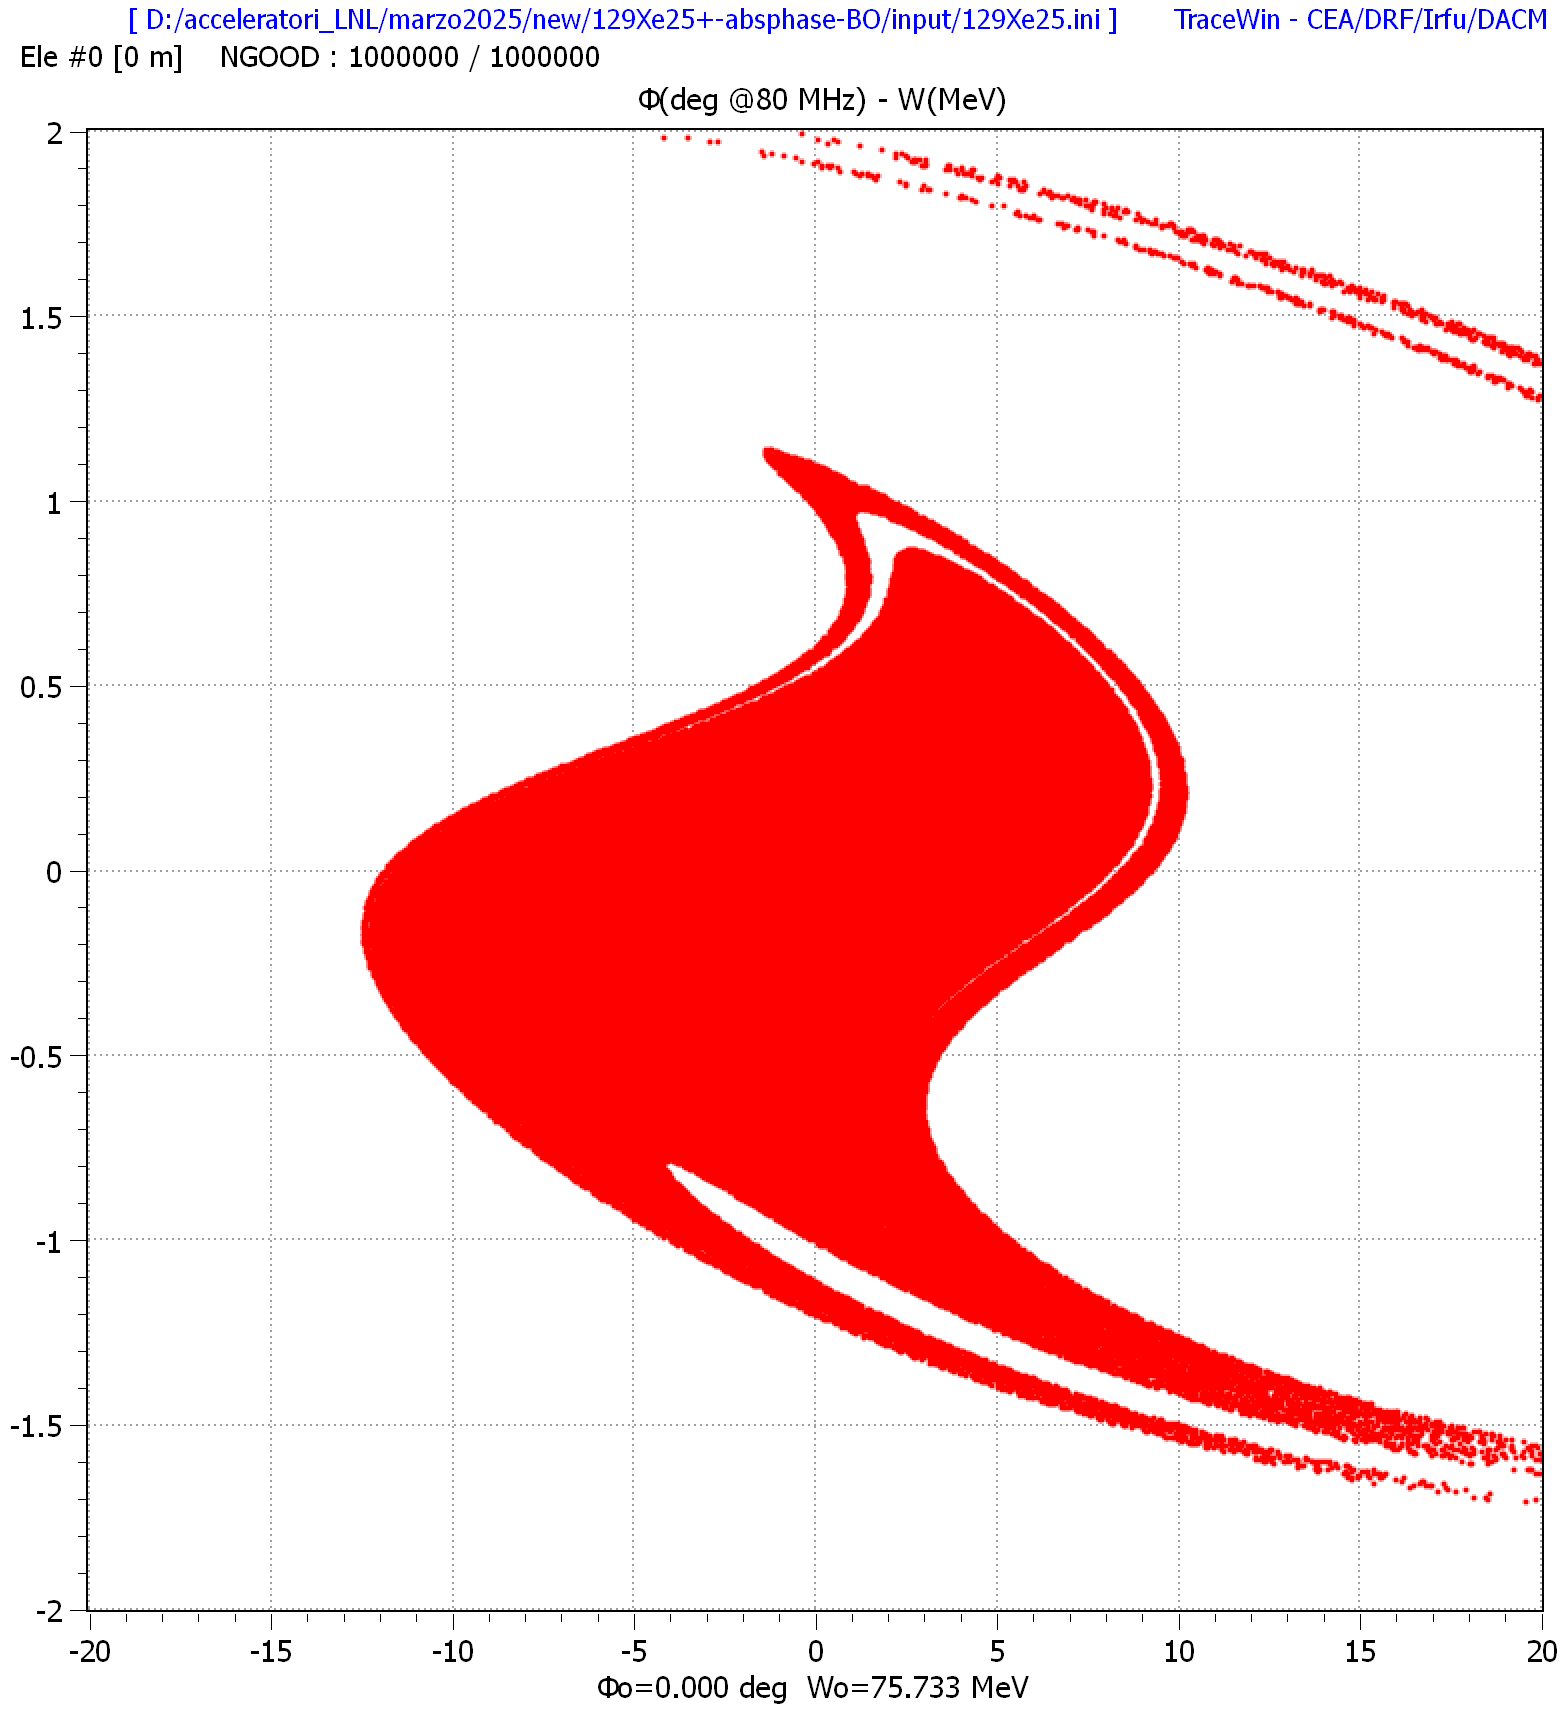 [ D:/acceleratori_LNL/marzo2025/new/129Xe25+-absphase-BO/input/129Xe25.ini ] TraceWin - CEA/DRF/Irfu/DACM
Ele #0 [0 m] NGOOD : 1000000 / 1000000
Φ(deg @80 MHz) - W(MeV)
2
1.5
1
0.5
0
-0.5
-1
-1.5
-2
-20 -15 -10 -5 0 5 10 15 20
Φo=0.000 deg Wo=75.733 MeV